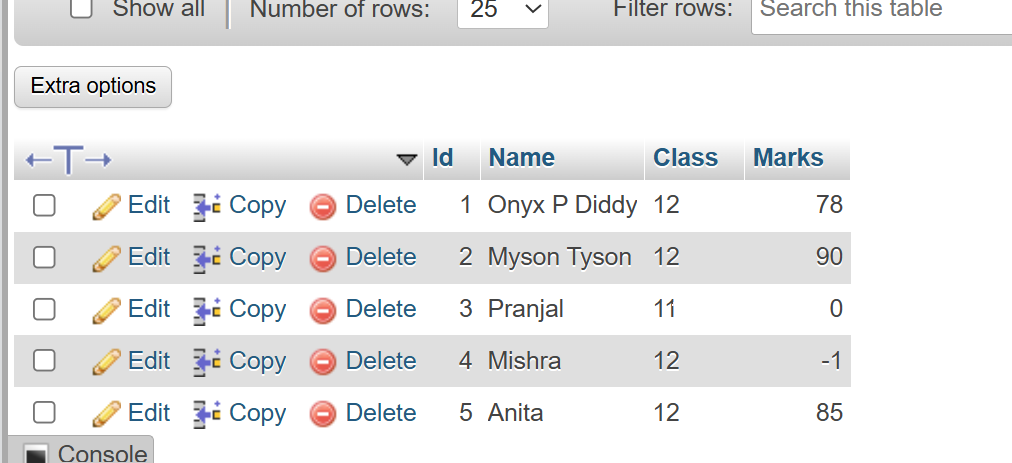 Show all Number of rows: 25 Filter rows: Search this table
Extra options
←T→ Id Name Class Marks
Edit Copy Delete 1 Onyx P Diddy 12 78
Edit Copy Delete 2 Myson Tyson 12 90
Edit Copy Delete 3 Pranjal 11 0
Edit Copy Delete 4 Mishra 12 -1
Edit Copy Delete 5 Anita 12 85
Console